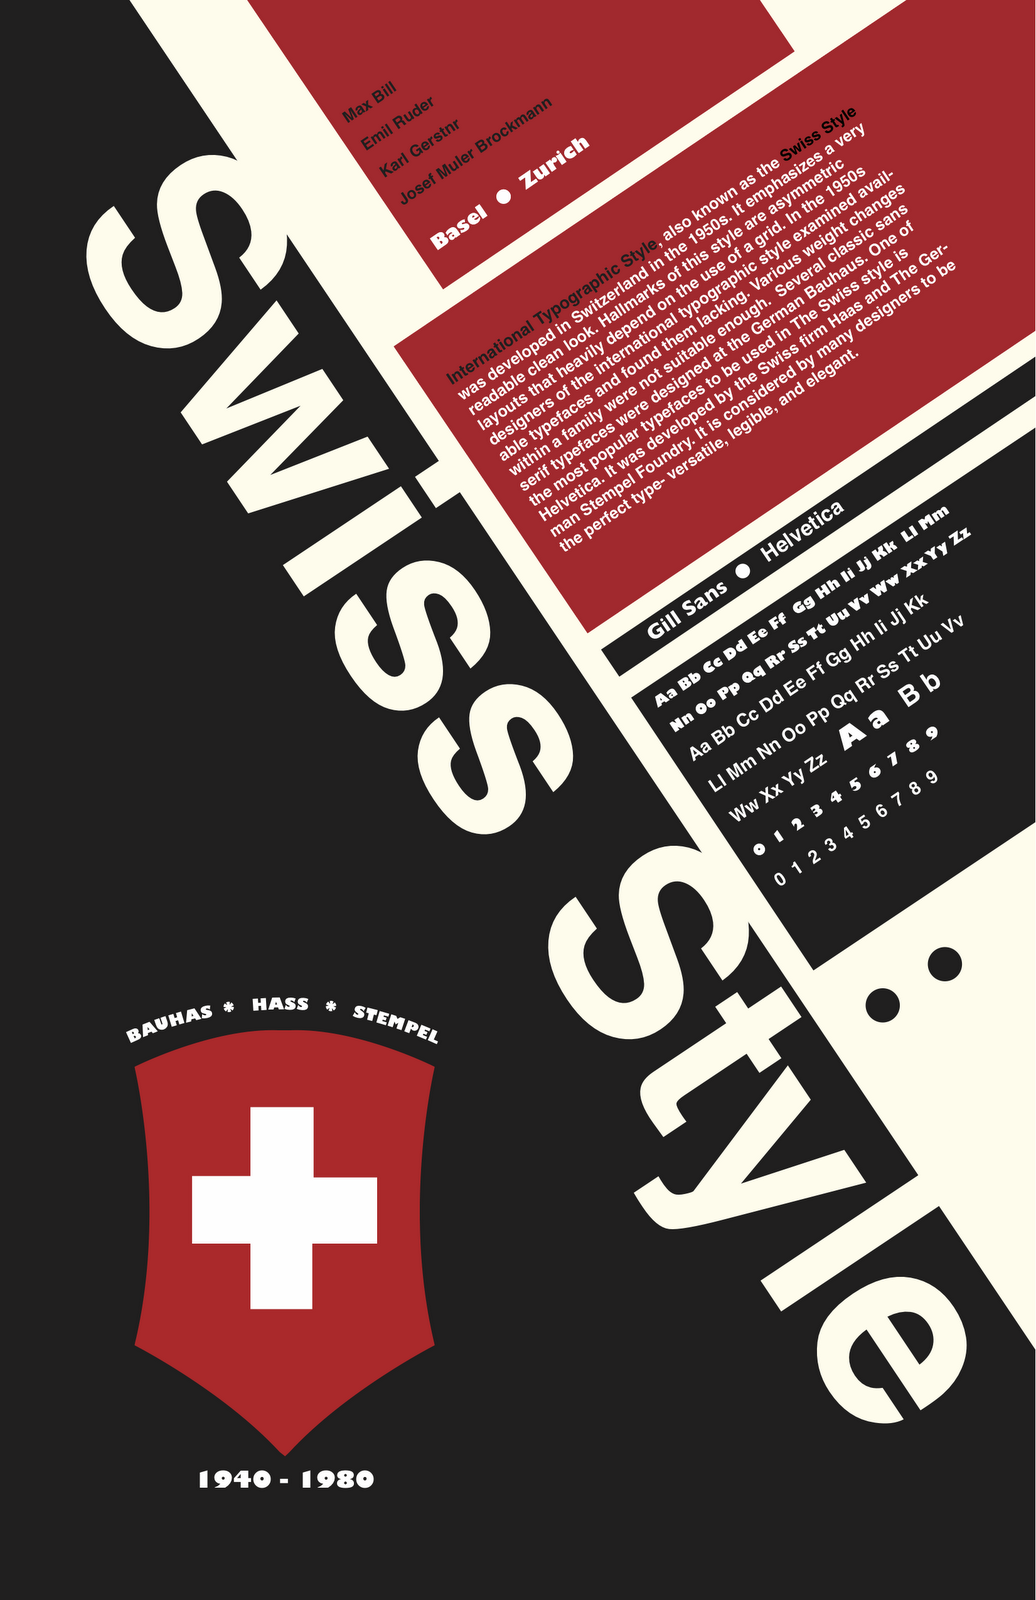 Max Bill
Emil Ruder
Karl Gerstnr
Josef Muler Brockmann
Basel ● Zurich
International Typographic Style, also known as the Swiss Style
was developed in Switzerland in the 1950s. It emphasizes a very
readable clean look. Hallmarks of this style are asymmetric
layouts that heavily depend on the use of a grid. In the 1950s
designers of the international typographic style examined avail-
able typefaces and found them lacking. Various weight changes
within a family were not suitable enough. Several classic sans
serif typefaces were designed at the German Bauhaus. One of
the most popular typefaces to be used in The Swiss style is
Helvetica. It was developed by the Swiss firm Haas and The Ger-
man Stempel Foundry. It is considered by many designers to be
the perfect type- versatile, legible, and elegant.
Gill Sans ● Helvetica
Aa Bb Cc Dd Ee Ff Gg Hh Ii Jj Kk Ll Mm
Nn Oo Pp Qq Rr Ss Tt Uu Vv Ww Xx Yy Zz
Aa Bb Cc Dd Ee Ff Gg Hh Ii Jj Kk
Ll Mm Nn Oo Pp Qq Rr Ss Tt Uu Vv
Ww Xx Yy Zz Aa Bb
0 1 2 3 4 5 6 7 8 9
0 1 2 3 4 5 6 7 8 9
Swiss Style
BAUHAS * HASS * STEMPEL
1940 - 1980